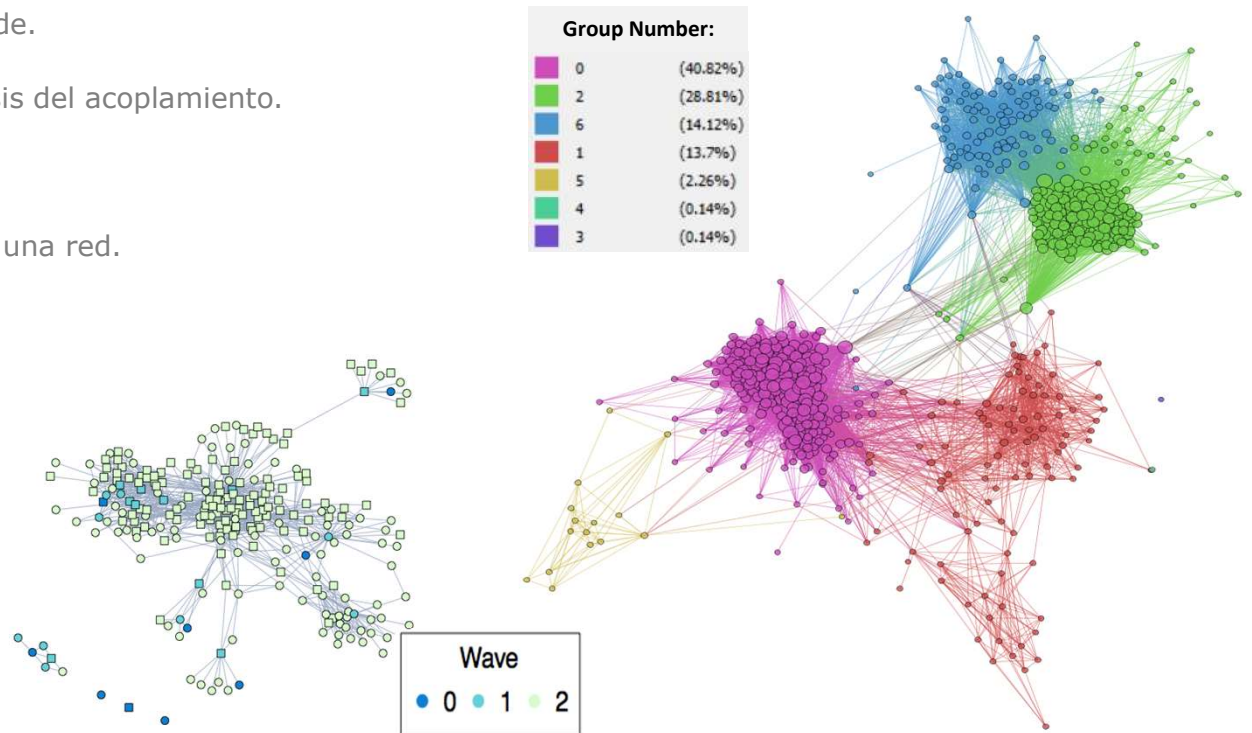 de.
sis del acoplamiento.
una red.
Group Number:
0 (40.82%)
2 (28.81%)
6 (14.12%)
1 (13.7%)
5 (2.26%)
4 (0.14%)
3 (0.14%)
Wave
0 1 2